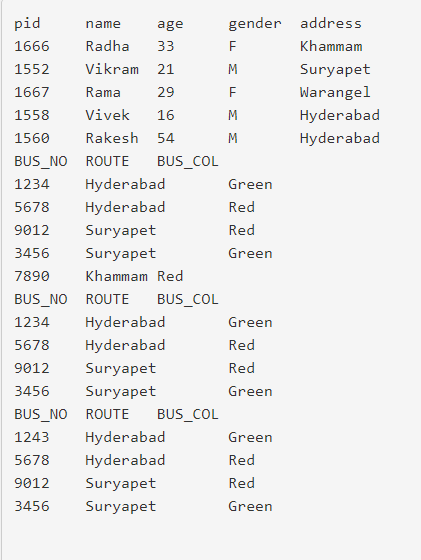 pid name age gender address
1666 Radha 33 F Khammam
1552 Vikram 21 M Suryapet
1667 Rama 29 F Warangel
1558 Vivek 16 M Hyderabad
1560 Rakesh 54 M Hyderabad
BUS_NO ROUTE BUS_COL
1234 Hyderabad Green
5678 Hyderabad Red
9012 Suryapet Red
3456 Suryapet Green
7890 Khammam Red
BUS_NO ROUTE BUS_COL
1234 Hyderabad Green
5678 Hyderabad Red
9012 Suryapet Red
3456 Suryapet Green
BUS_NO ROUTE BUS_COL
1243 Hyderabad Green
5678 Hyderabad Red
9012 Suryapet Red
3456 Suryapet Green